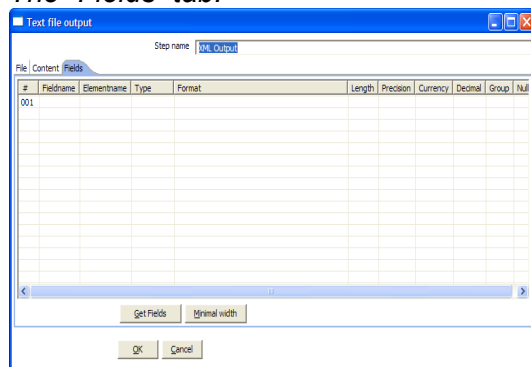 The "Fields" tab:
Text file output
Step name XML Output
File Content Fields
# Fieldname Elementname Type Format Length Precision Currency Decimal Group Null
001
Get Fields Minimal width
OK Cancel